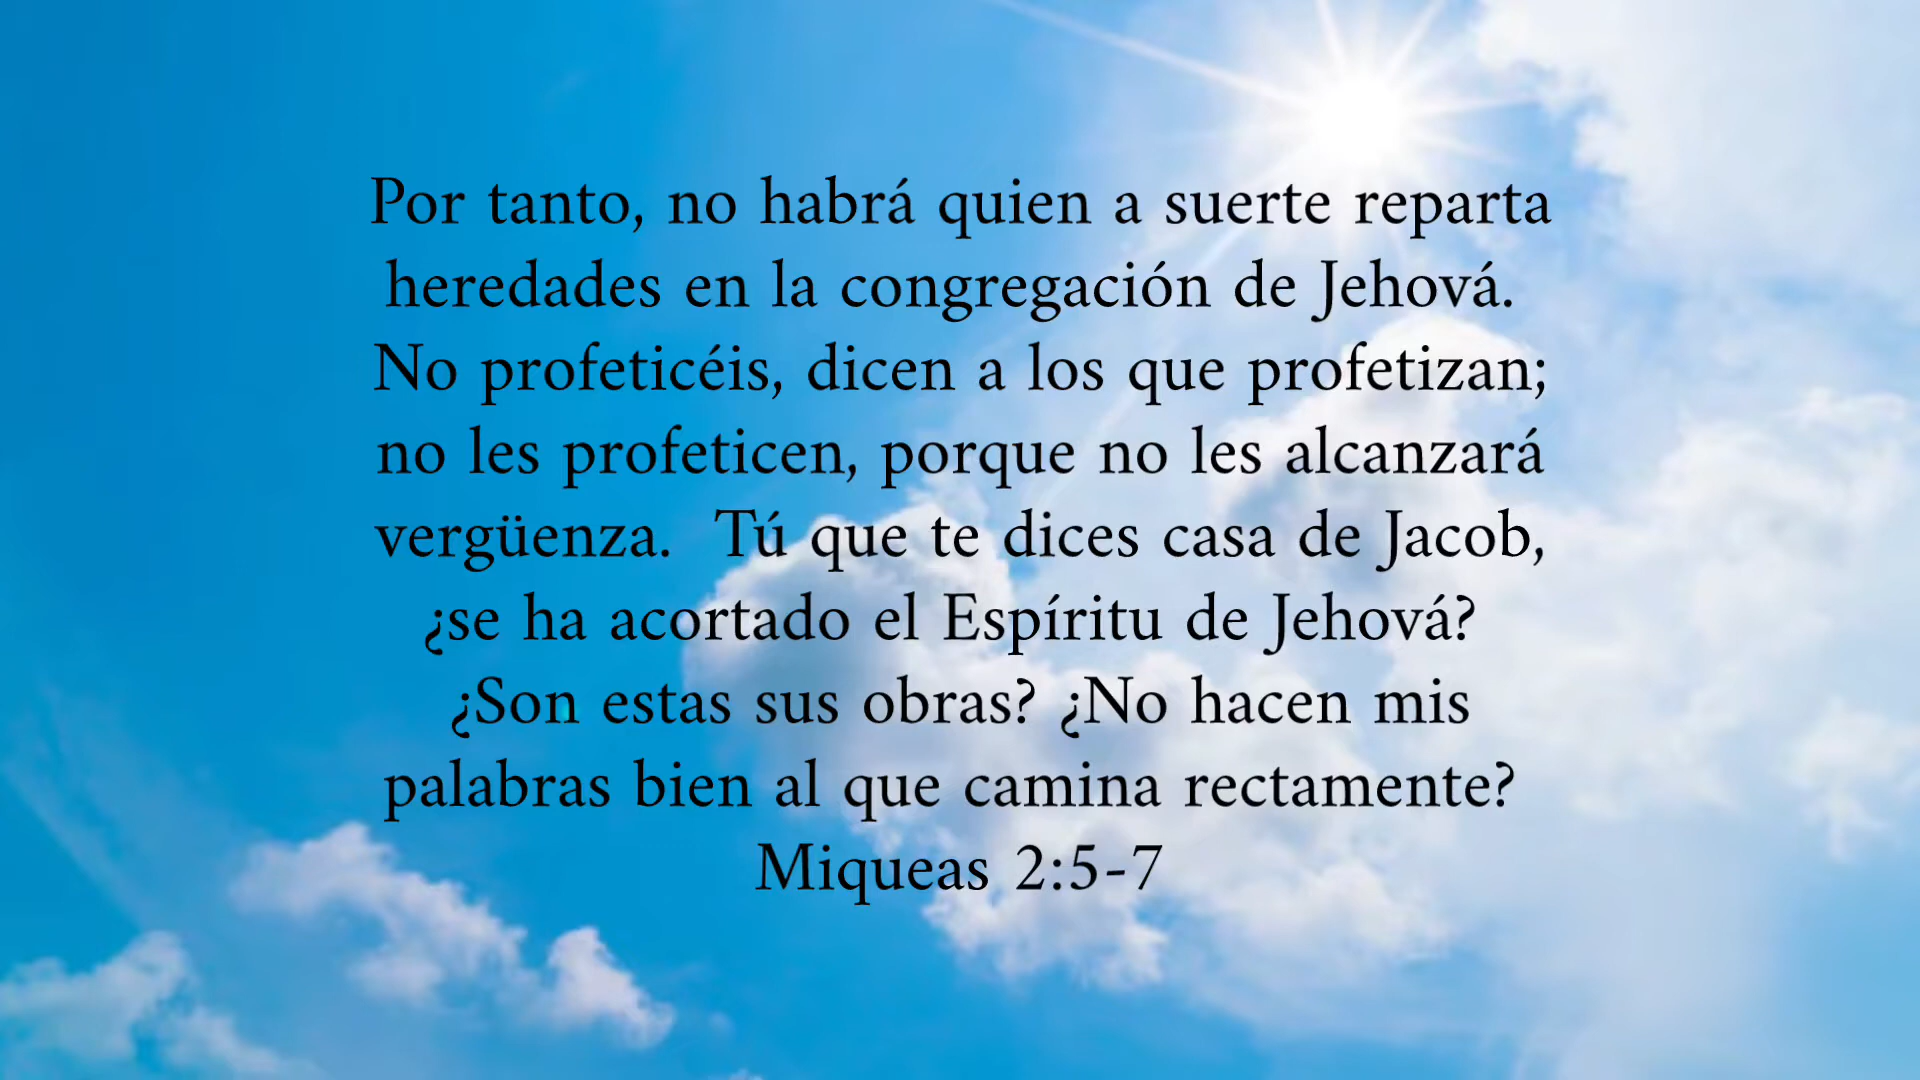 Por tanto, no habrá quien a suerte reparta
heredades en la congregación de Jehová.
No profeticéis, dicen a los que profetizan;
no les profeticen, porque no les alcanzará
vergüenza.  Tú que te dices casa de Jacob,
¿se ha acortado el Espíritu de Jehová?
¿Son estas sus obras? ¿No hacen mis
palabras bien al que camina rectamente?
Miqueas 2:5-7